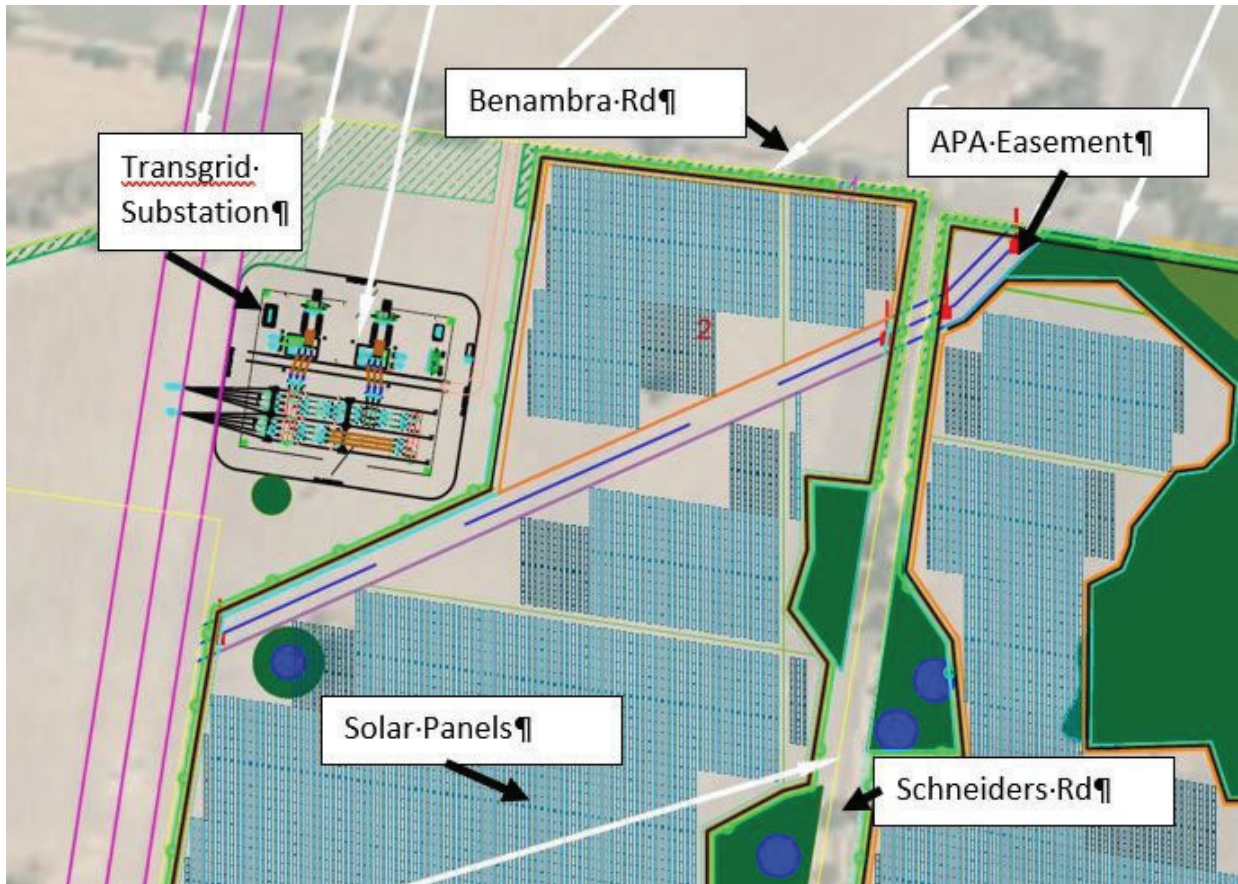 Benambra·Rd¶
APA·Easement¶
Transgrid·
Substation¶
2
Solar·Panels¶
Schneiders·Rd¶